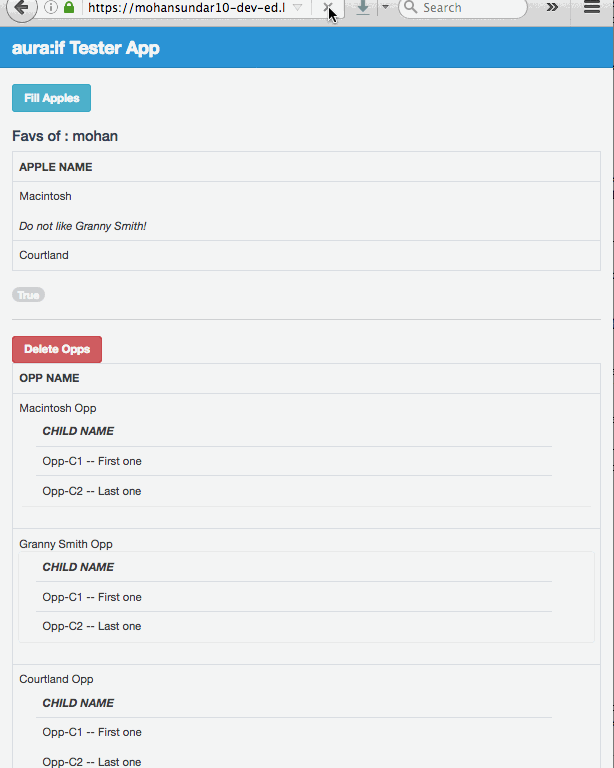 https://mohansundar10-dev-ed.l
Search
aura:if Tester App
Fill Apples
Favs of : mohan
APPLE NAME
Macintosh
Do not like Granny Smith!
Courtland
True
Delete Opps
OPP NAME
Macintosh Opp
CHILD NAME
Opp-C1 -- First one
Opp-C2 -- Last one
Granny Smith Opp
CHILD NAME
Opp-C1 -- First one
Opp-C2 -- Last one
Courtland Opp
CHILD NAME
Opp-C1 -- First one
Opp-C2 -- Last one